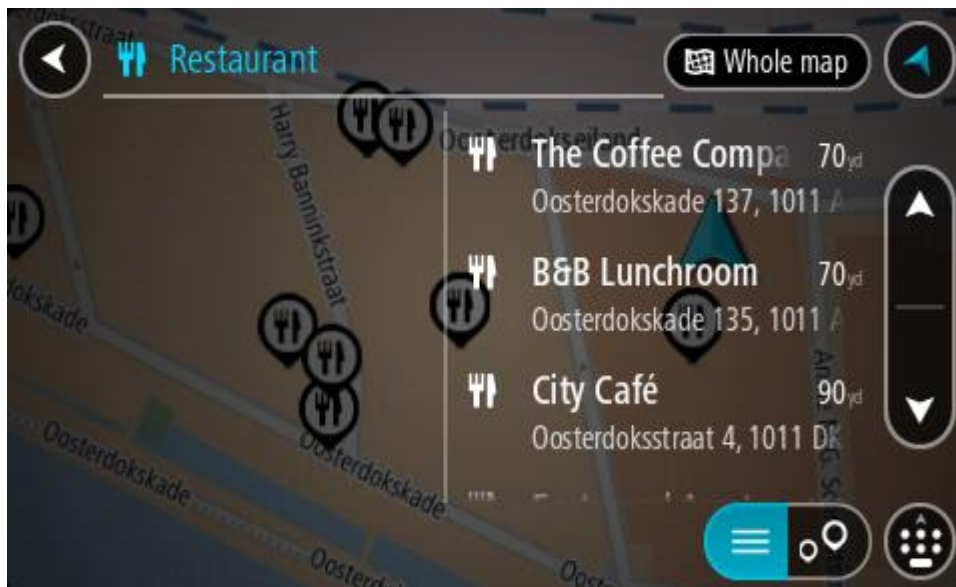 Restaurant
Whole map
Harry Banninkstraat
Oosterdokseiland
The Coffee Compa 70yd
Oosterdokskade 137, 1011
B&B Lunchroom 70yd
Oosterdokskade 135, 1011
City Café 90yd
Oosterdoksstraat 4, 1011 DK
okskade
Oosterdokskade
Oosterdokskade